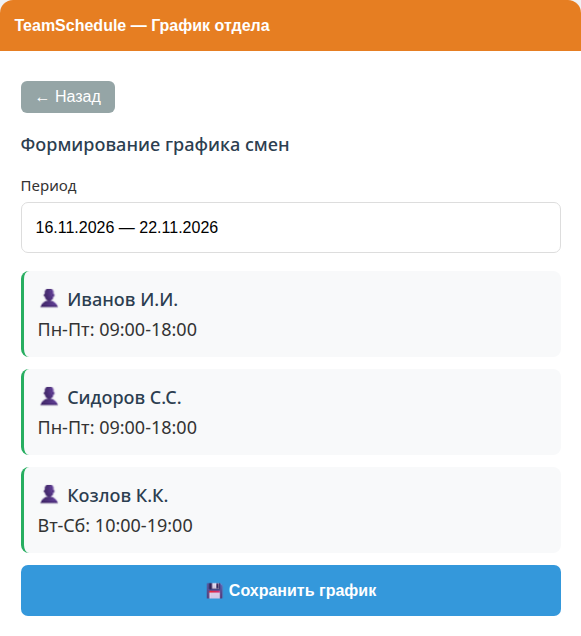 TeamSchedule — График отдела
← Назад
Формирование графика смен
Период
16.11.2026 — 22.11.2026
Иванов И.И.
Пн-Пт: 09:00-18:00
Сидоров С.С.
Пн-Пт: 09:00-18:00
Козлов К.К.
Вт-Сб: 10:00-19:00
Сохранить график